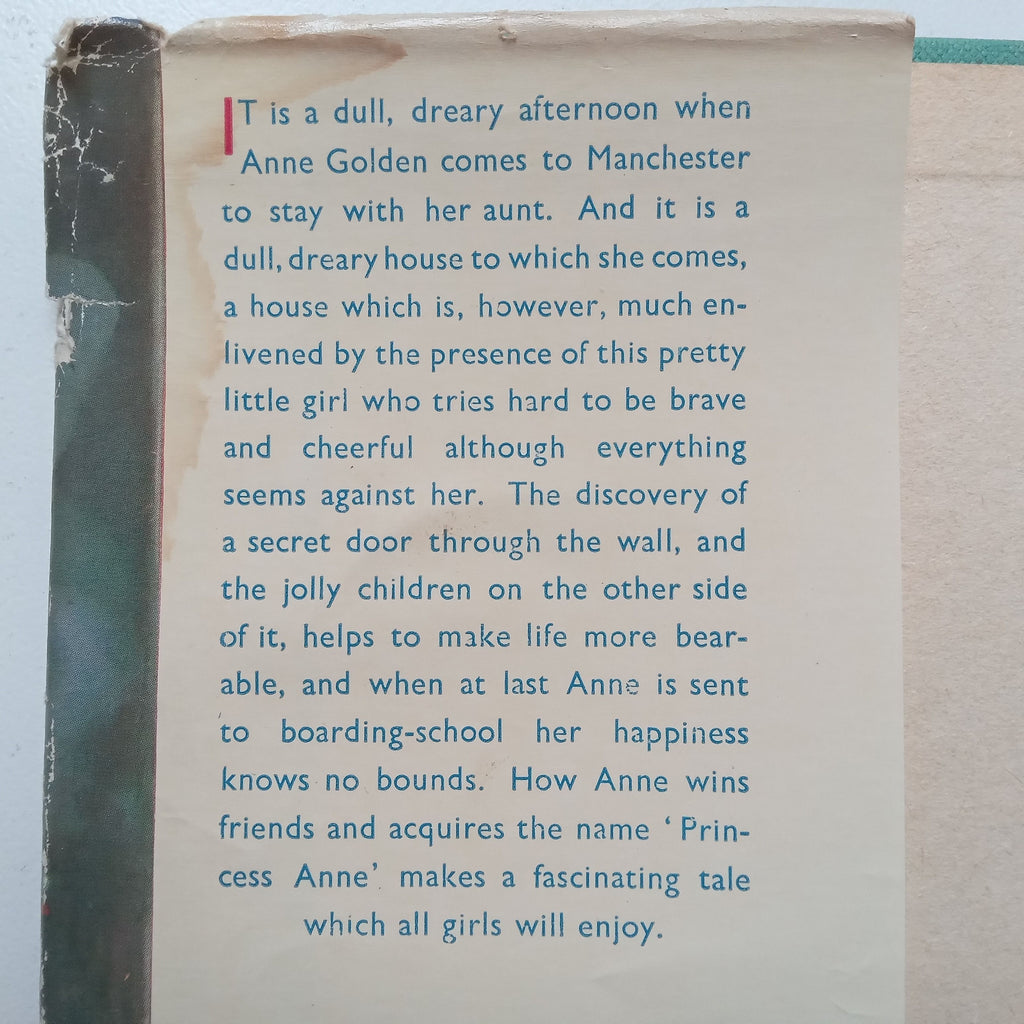 IT is a dull, dreary afternoon when
Anne Golden comes to Manchester
to stay with her aunt. And it is a
dull, dreary house to which she comes,
a house which is, however, much en-
livened by the presence of this pretty
little girl who tries hard to be brave
and cheerful although everything
seems against her. The discovery of
a secret door through the wall, and
the jolly children on the other side
of it, helps to make life more bear-
able, and when at last Anne is sent
to boarding-school her happiness
knows no bounds. How Anne wins
friends and acquires the name ‘ Prin-
cess Anne’ makes a fascinating tale
which all girls will enjoy.